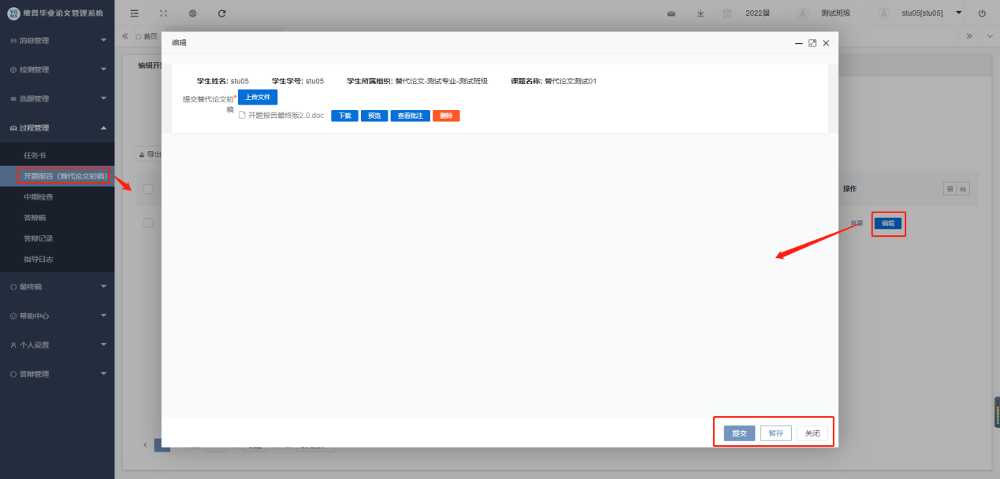 维普毕业论文管理系统
2022届
测试班级
stu05[stu05]
消息管理
首页
检测管理
选题管理
过程管理
任务书
开题报告（替代论文初稿）
中期检查
答辩稿
答辩记录
指导日志
最终稿
帮助中心
个人设置
答辩管理
编辑开
导出
编辑
学生姓名: stu05 学生学号: stu05 学生所属组织: 替代论文-测试专业-测试班级 课题名称: 替代论文测试01
提交替代论文初稿*
上传文件
开题报告最终版2.0.doc 下载 预览 查看批注 删除
操作
查看 编辑
提交 暂存 关闭